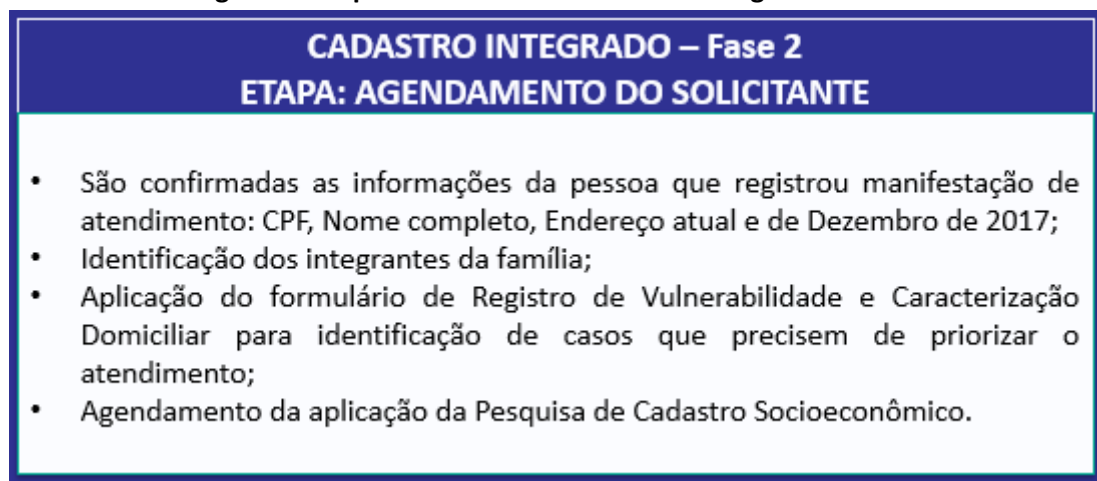 CADASTRO INTEGRADO – Fase 2
ETAPA: AGENDAMENTO DO SOLICITANTE
• São confirmadas as informações da pessoa que registrou manifestação de
atendimento: CPF, Nome completo, Endereço atual e de Dezembro de 2017;
• Identificação dos integrantes da família;
• Aplicação do formulário de Registro de Vulnerabilidade e Caracterização
Domiciliar para identificação de casos que precisem de priorizar o
atendimento;
• Agendamento da aplicação da Pesquisa de Cadastro Socioeconômico.